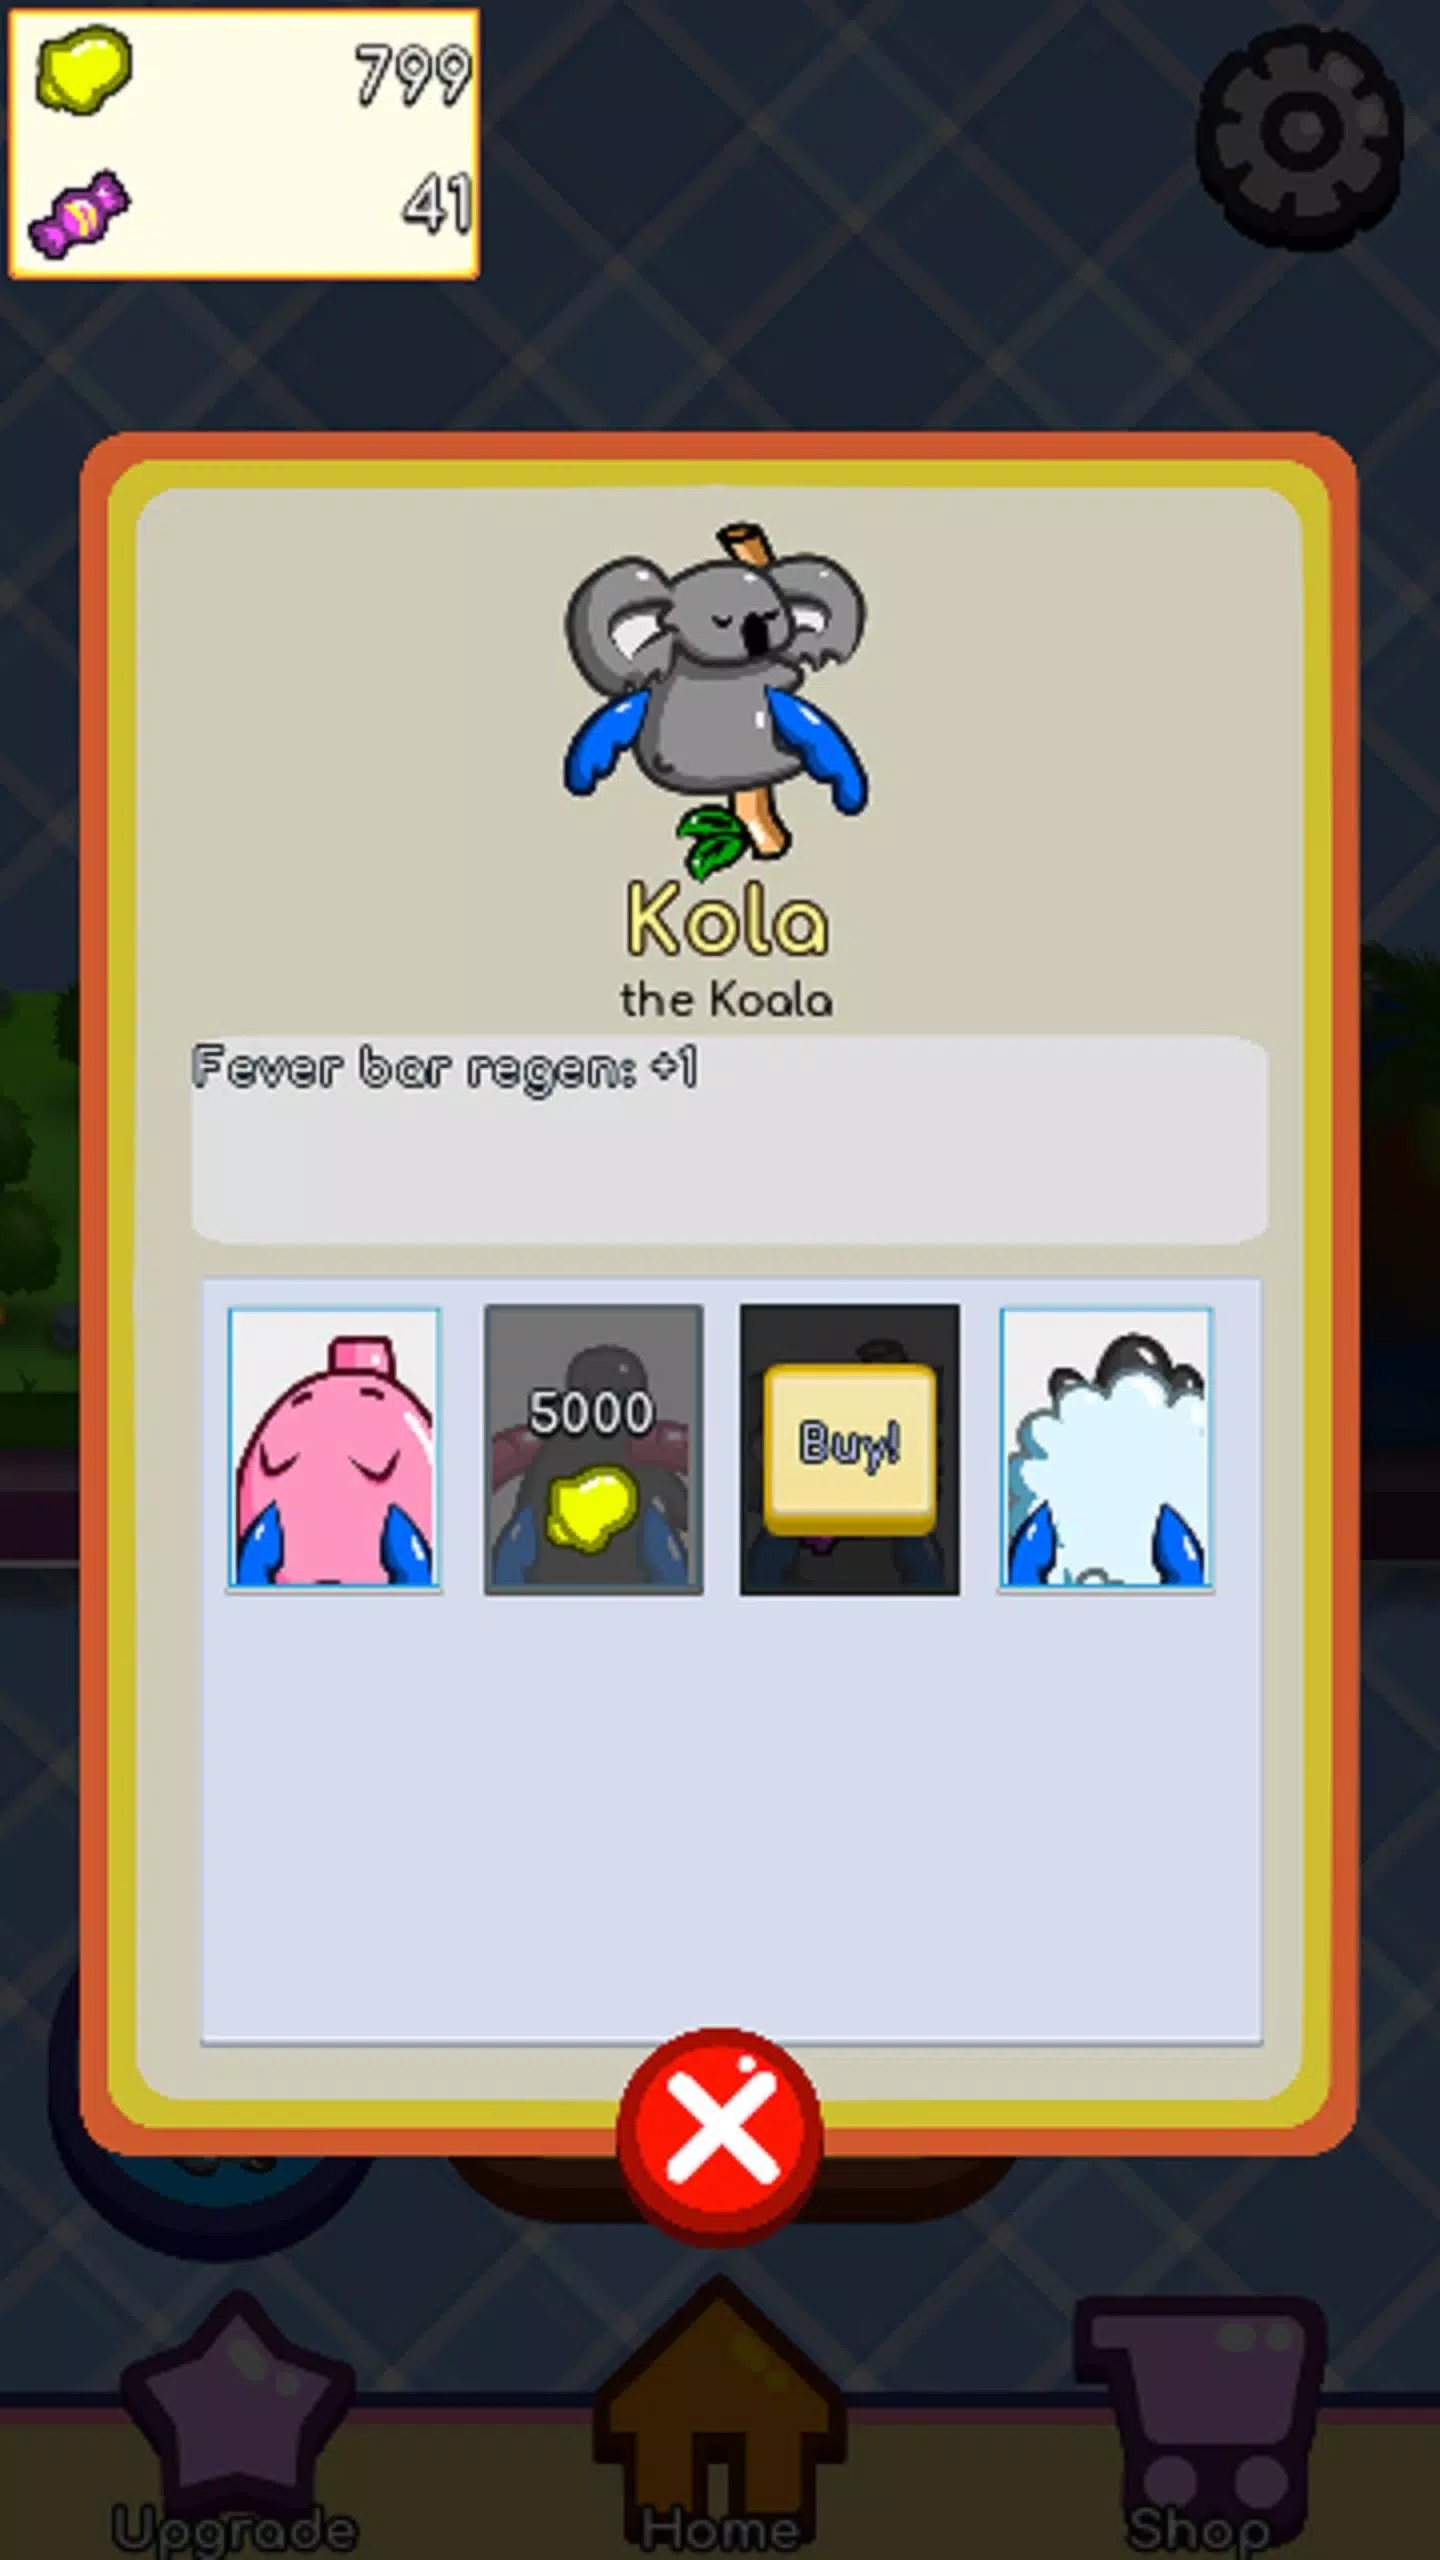 799
41
Kola
the Koala
Fever bar regen: +1
5000
Buy!
Upgrade
Home
Shop